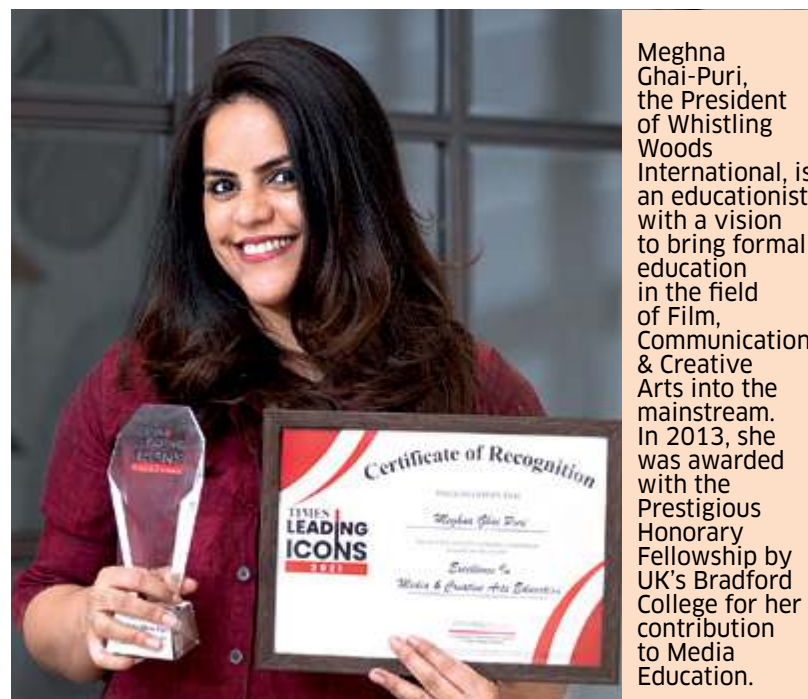 Meghna
Ghai-Puri,
the President
of Whistling
Woods
International, is
an educationist
with a vision
to bring formal
education
in the field
of Film,
Communication
& Creative
Arts into the
mainstream.
In 2013, she
was awarded
with the
Prestigious
Honorary
Fellowship by
UK's Bradford
College for her
contribution
to Media
Education.
Certificate of Recognition
Meghna Ghai Puri
TIMES
LEADING
ICONS
2021
Excellence In
Media & Creative Arts Education